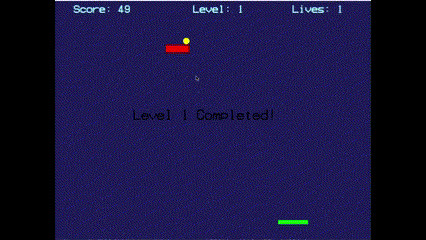 Score: 49 Level: 1 Lives: 1
Level 1 Completed!